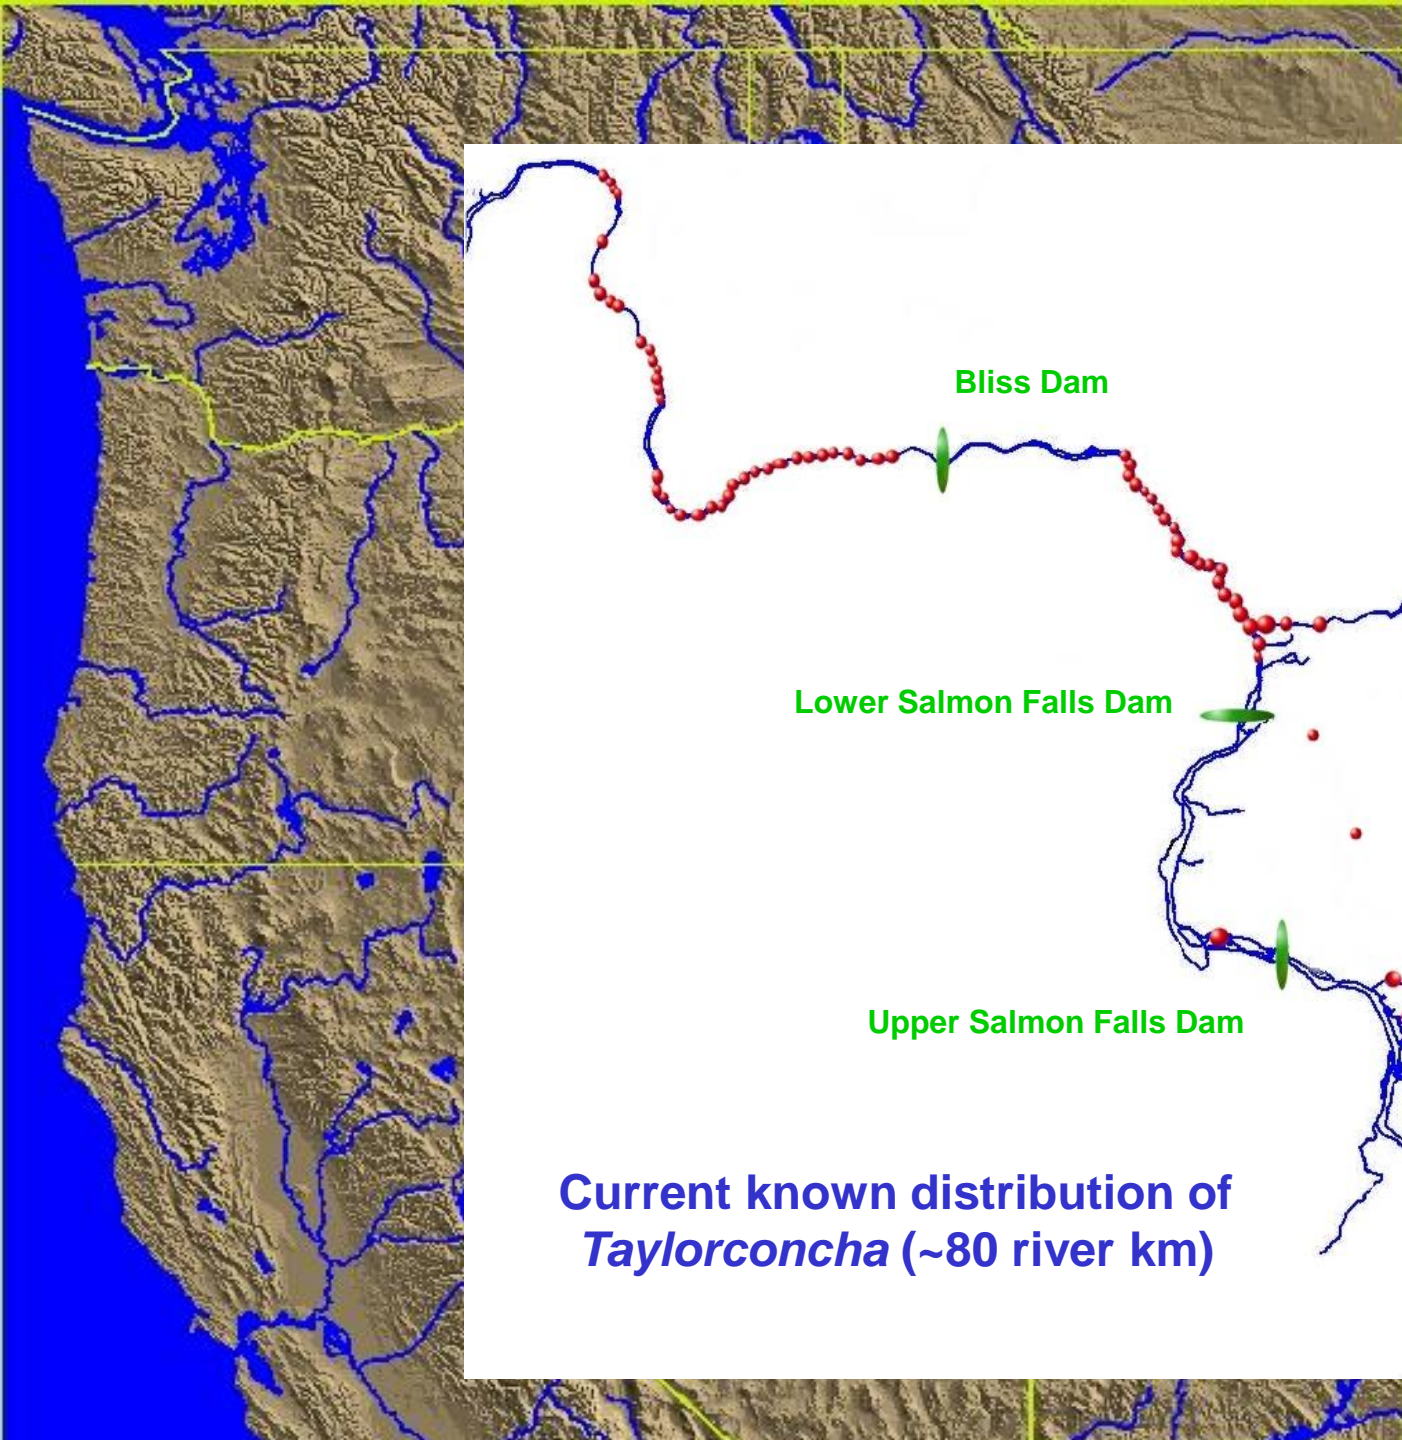 Bliss Dam
Lower Salmon Falls Dam
Upper Salmon Falls Dam
Current known distribution of
Taylorconcha (~80 river km)